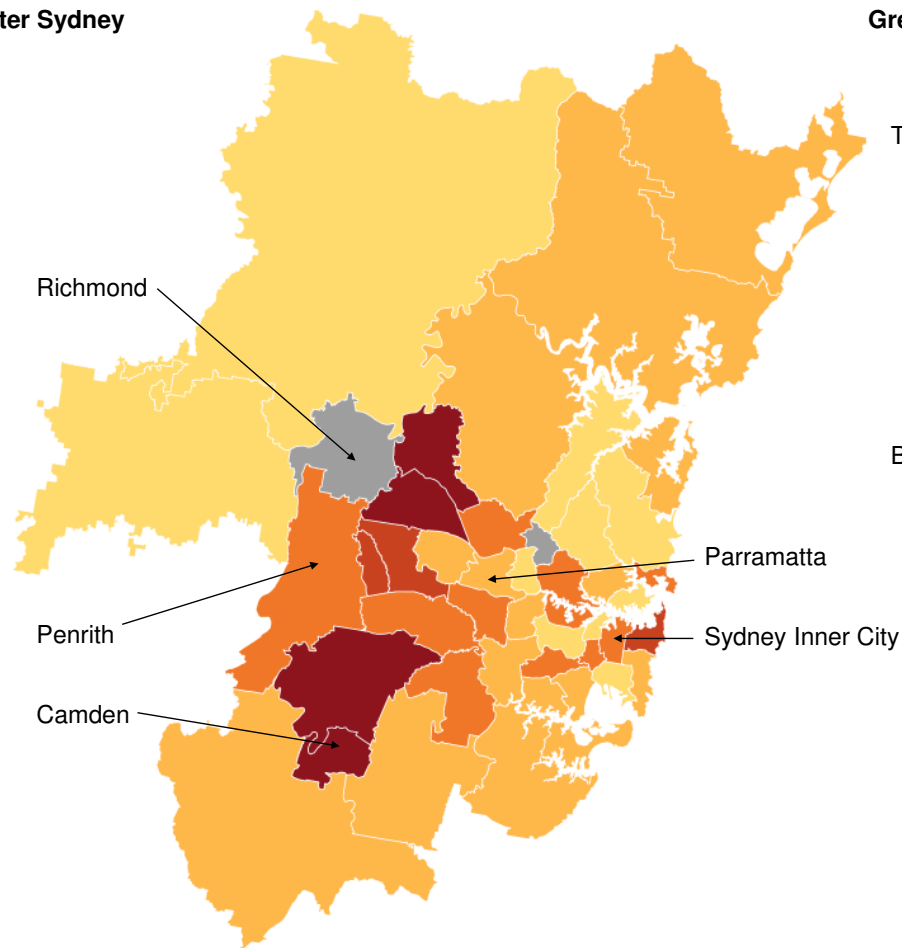 ter Sydney
Gre
T
Richmond
B
Parramatta
Penrith
Sydney Inner City
Camden